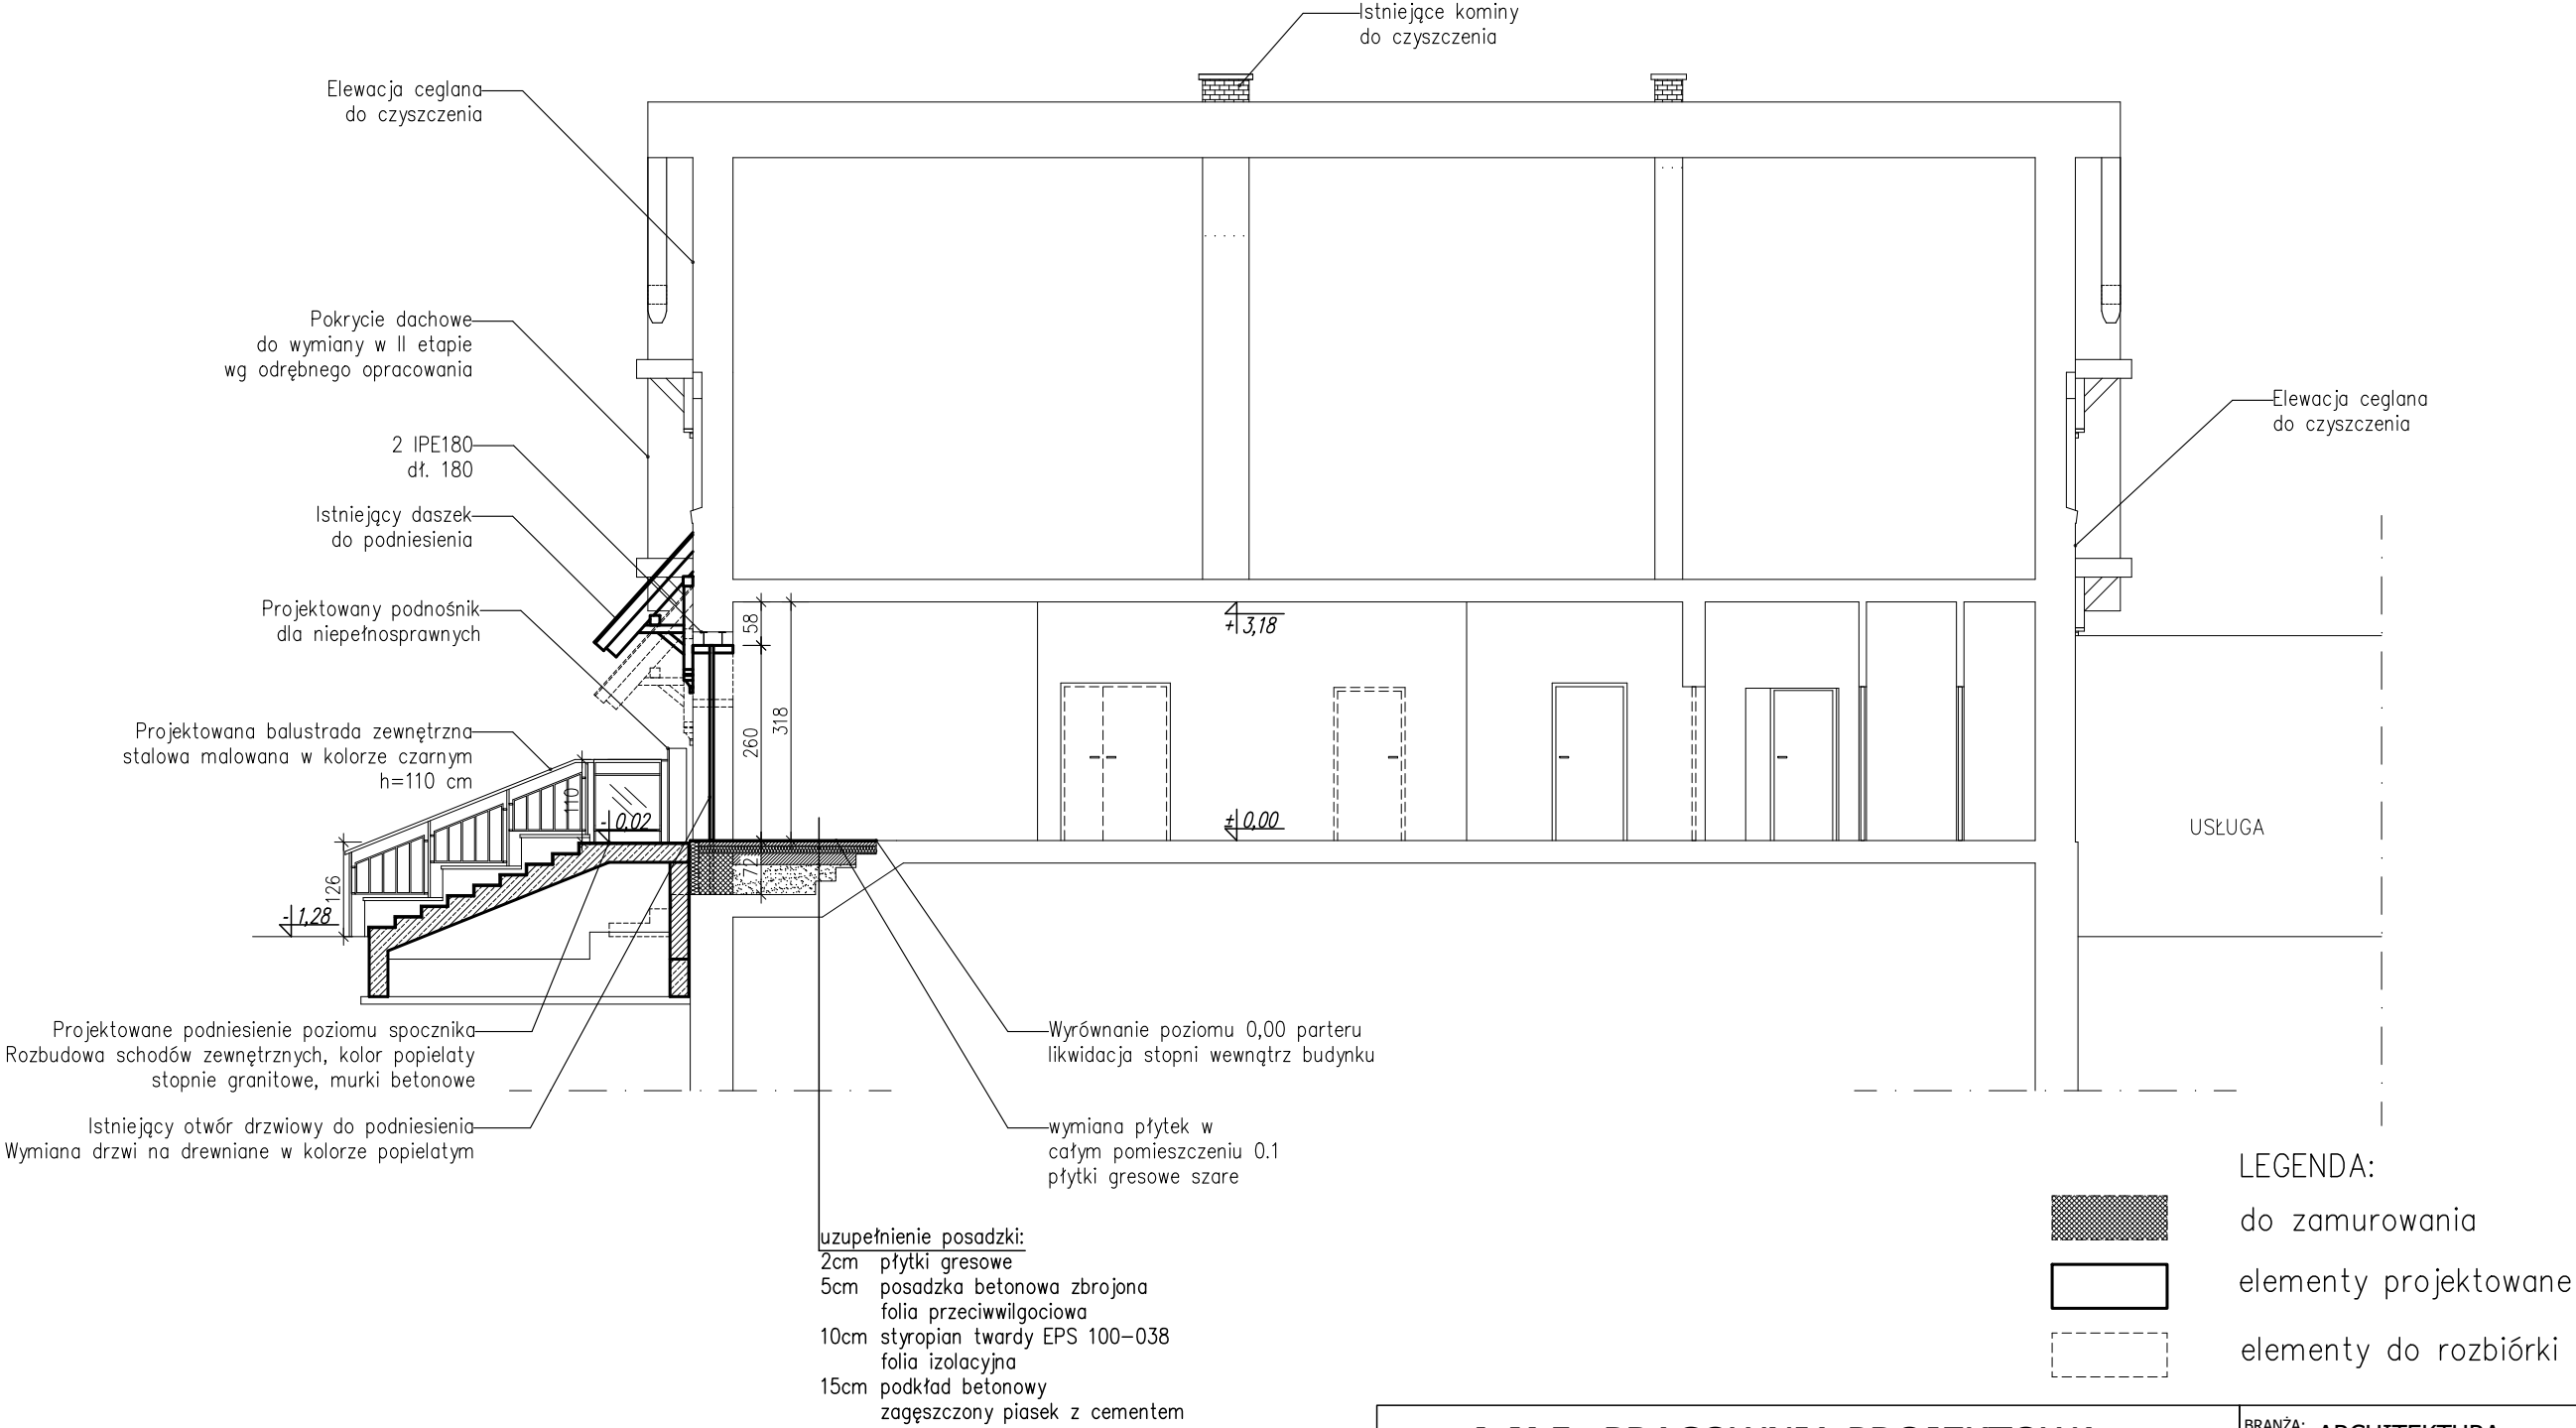 Istniejące kominy
do czyszczenia
Elewacja ceglana
do czyszczenia
Pokrycie dachowe
do wymiany w II etapie
wg odrębnego opracowania
2 IPE180
dł. 180
Istniejący daszek
do podniesienia
Projektowany podnośnik
dla niepełnosprawnych
Projektowana balustrada zewnętrzna
stalowa malowana w kolorze czarnym
h=110 cm
Elewacja ceglana
do czyszczenia
58
260
318
72
110
126
+ 3,18
± 0,00
- 0,02
- 1,28
USŁUGA
Projektowane podniesienie poziomu spocznika
Rozbudowa schodów zewnętrznych, kolor popielaty
stopnie granitowe, murki betonowe
Istniejący otwór drzwiowy do podniesienia
Wymiana drzwi na drewniane w kolorze popielatym
Wyrównanie poziomu 0,00 parteru
likwidacja stopni wewnątrz budynku
wymiana płytek w
całym pomieszczeniu 0.1
płytki gresowe szare
uzupełnienie posadzki:
2cm płytki gresowe
5cm posadzka betonowa zbrojona
folia przeciwwilgociowa
10cm styropian twardy EPS 100-038
folia izolacyjna
15cm podkład betonowy
zagęszczony piasek z cementem
LEGENDA:
do zamurowania
elementy projektowane
elementy do rozbiórki
PRACOWNIA PROJEKTOWA
BRANŻA: ARCHITEKTURA